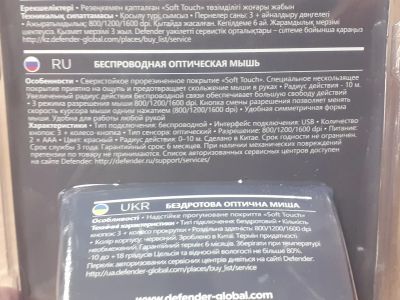 Ерекшеліктері • Резеңкемен қапталған «Soft Touch» төзімділігі жоғары жабын
Техникалық сипаттамасы • Қосылу түрі: сымсыз • Пернелер саны: 3 + айналдыру дөңгелегі
• Ажыратылымдық: 800/1200/1600 dpi. Қытайда жасалған. Кепілдеме 6 ай. Жарамдылық мерзімі
шектеусіз. Қызмет мерзімі 3 жыл. Өкілетті сервистік орталықтар – сілтеме бойынша қараңыз
http://kz.defender-global.com/places/buy_list/service
RU БЕСПРОВОДНАЯ ОПТИЧЕСКАЯ МЫШЬ
Особенности • Сверхстойкое прорезиненное покрытие «Soft Touch». Специальное нескользящее
покрытие приятно на ощупь и предотвращает скольжение мыши в руках • Радиус действия - 10 м.
Увеличенный радиус действия беспроводной связи обеспечивает большую свободу действий
• 3 режима разрешения мыши 800/1200/1600 dpi. Кнопка смены разрешений позволяет менять
скорость курсора мыши одним нажатием (800/1200/1600 dpi) • Удобная симметричная форма
мыши. Удобна для работы любой рукой
Характеристики • Тип подключения: беспроводной • Интерфейс подключения: USB • Количество
кнопок: 3 + колесо-кнопка • Тип сенсора: оптический • Разрешение: 800/1200/1600 dpi • Питание:
2 × AAA • Цвет: красный • Радиус действия: 0–10 м. Сделано в Китае. Срок годности не ограничен.
Срок службы 3 года. Гарантийный срок 6 месяцев. При наличии механических повреждений
претензии по товару не принимаются. Список авторизованных сервисных центров доступен
на сайте Defender: http://defender.ru/support/services/
UKR БЕЗДРОТОВА ОПТИЧНА МИША
Особливості • Надстійке прогумоване покриття «Soft Touch»
Технічні характеристики • Тип підключення: бездротовий • Кількість
кнопок: 3 + колесо прокрутки • Роздільна здатність: 800/1200/1600 dpi
• Колір корпусу: червоний. Зроблено в Китаї. Термін придатності
необмежений. Гарантійний термін: 6 місяців. Зберігати при температурі
-10 до + 18 градусів Цельсія та відносній вологості не більше 80%.
Перелік авторизованих сервісних центрів дивіться на сайті Defender:
http://ua.defender-global.com/places/buy_list/service
www.defender-global.com